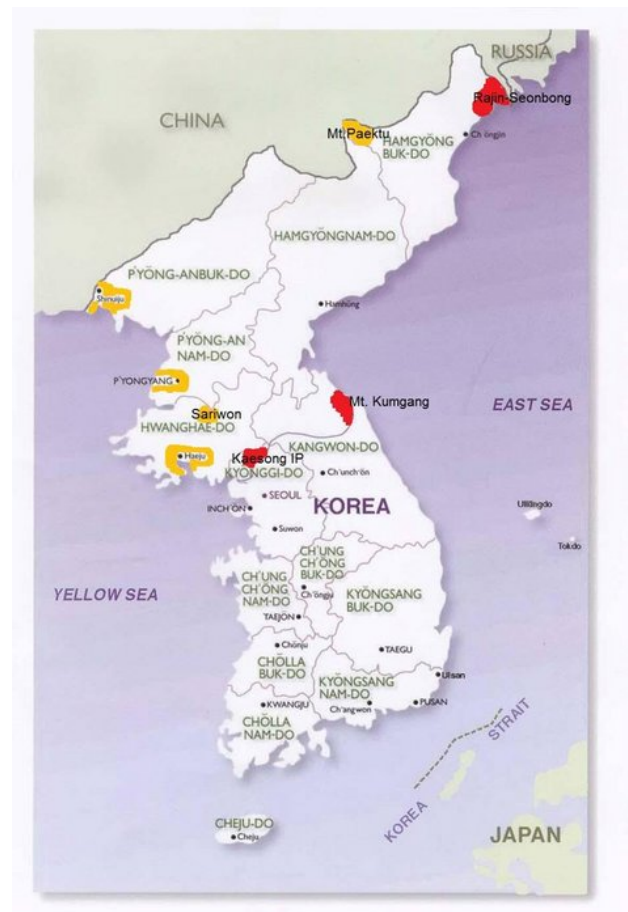 RUSSIA
Rajin-Seonbong
CHINA
Mt.Paektu
Ch'ŏngjin
HAMGYŎNG
BUK-DO
HAMGYŎNGNAM-DO
P'YŎNG-ANBUK-DO
Shinuiju
Hamhŭng
P'YŎNG-AN
NAM-DO
P'YONGYANG
Mt. Kumgang
EAST SEA
Sariwon
HWANGHAE-DO
KANGWON-DO
Haeju
Kaesong IP
KYŎNGGI-DO
Ch'unch'ŏn
SEOUL
KOREA
INCH'ŎN
Ullŭngdo
Suwon
Tokdo
CH'UNG
CH'ŎNG
BUK-DO
CH'UNG
CH'ŎNG
NAM-DO
Ch'ŏngju
KYŎNGSANG
BUK-DO
YELLOW SEA
TAEJŎN
Chŏnju
TAEGU
CHŎLLA
BUK-DO
Ulsan
KYŎNGSANG
NAM-DO
KWANGJU
Ch'angwon
PUSAN
CHŎLLA
NAM-DO
KOREA STRAIT
CHEJU-DO
Cheju
JAPAN